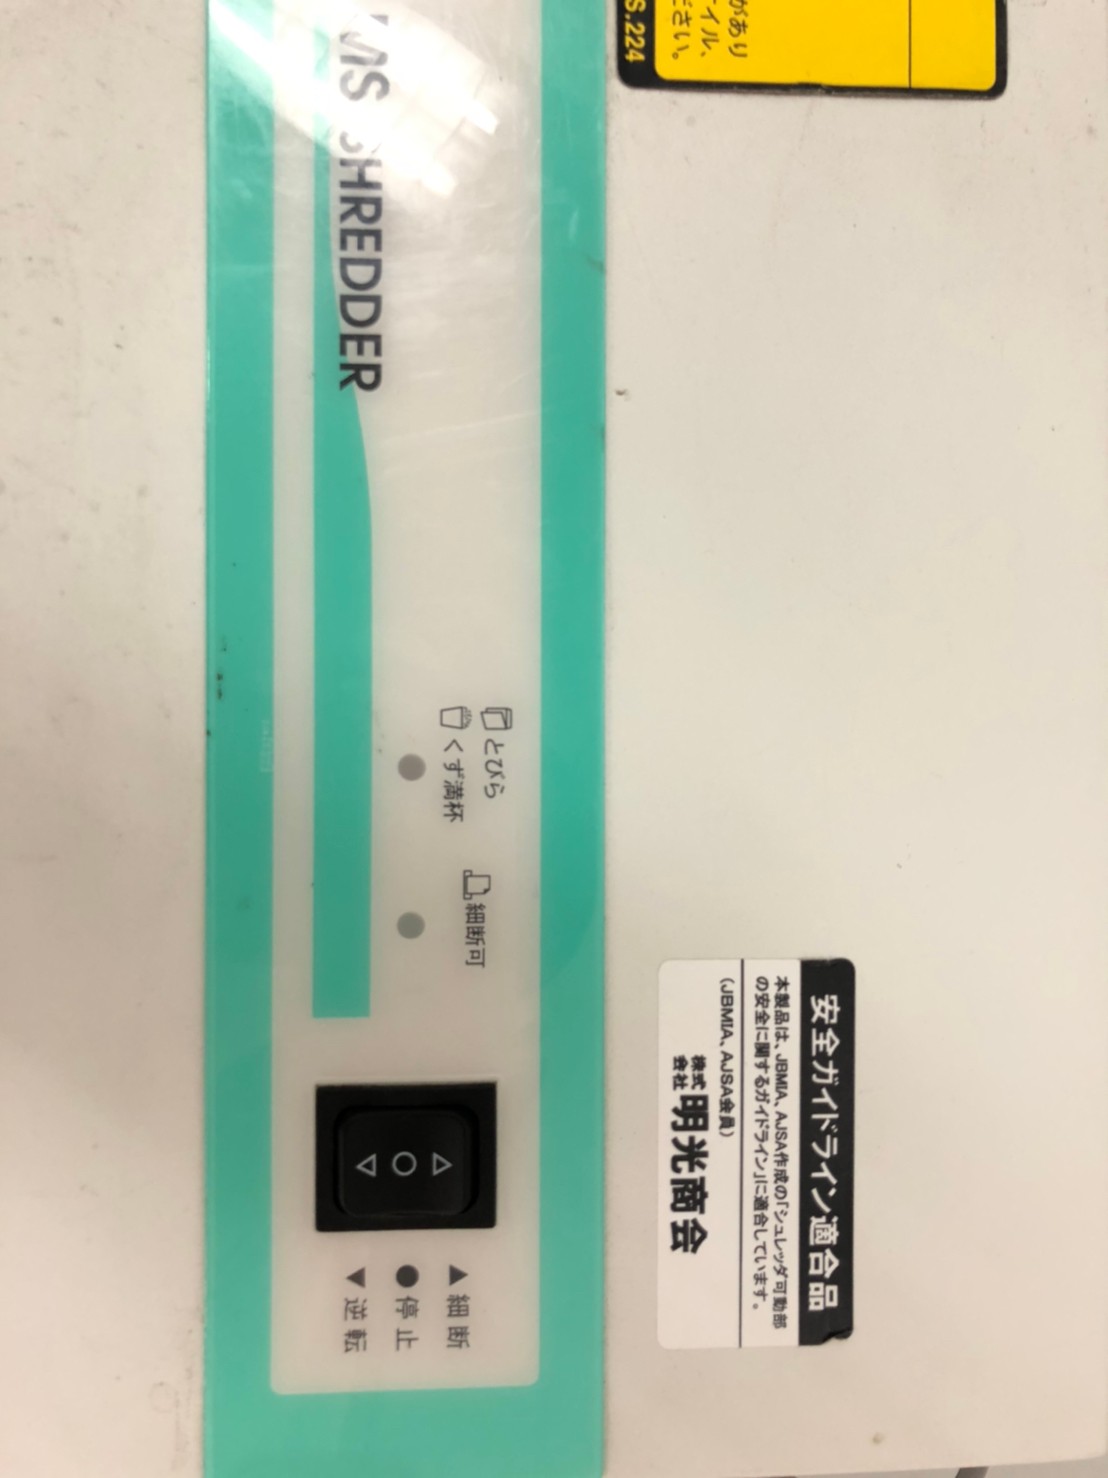 があり
イル、
ださい。
S.224
MS SHREDDER
とびら
くず満杯
細断可
▲細断
●停止
▼逆転
安全ガイドライン適合品
本製品は、JBMIA、AJSA作成の「シュレッダ可動部
の安全に関するガイドライン」に適合しています。
(JBMIA、AJSA会員)
株式
会社
明光商会